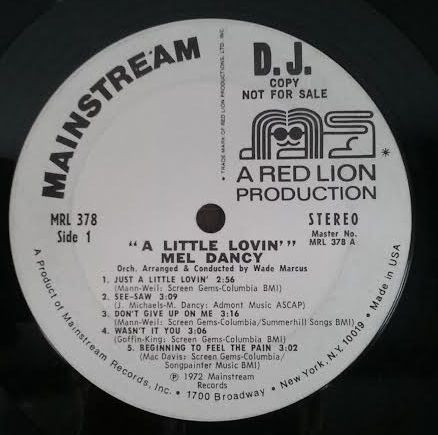 MAINSTREAM
• TRADE MARK OF RED LION PRODUCTIONS, LTD. INC.
D.J.
COPY
NOT FOR SALE
A RED LION
PRODUCTION
MRL 378
Side 1
STEREO
Master No.
MRL 378 A
"A LITTLE LOVIN'"
MEL DANCY
Orch. Arranged & Conducted by Wade Marcus
1. JUST A LITTLE LOVIN' 2:56
(Mann-Weil: Screen Gems-Columbia BMI)
2. SEE-SAW 3:09
(J. Michaels-M. Dancy: Admont Music ASCAP)
3. DON'T GIVE UP ON ME 3:16
(Mann-Weil: Screen Gems-Columbia/Summerhill Songs BMI)
4. WASN'T IT YOU 3:06
(Goffin-King: Screen Gems-Columbia BMI)
5. BEGINNING TO FEEL THE PAIN 3:02
(Mac Davis: Screen Gems-Columbia/
Songpainter Music BMI)
℗ 1972 Mainstream
Records
A Product of Mainstream Records, Inc. • 1700 Broadway • New York, N.Y. 10019 • Made in USA